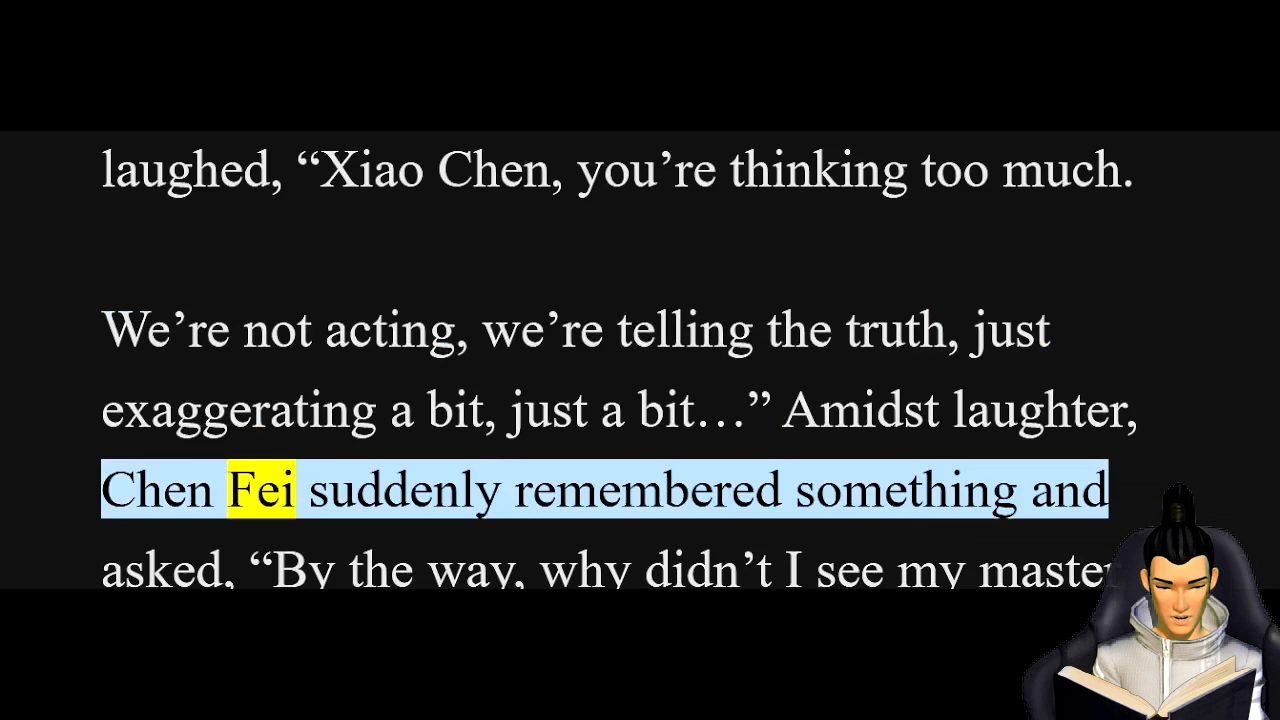 laughed, “Xiao Chen, you’re thinking too much.
We’re not acting, we’re telling the truth, just
exaggerating a bit, just a bit…” Amidst laughter,
Chen Fei suddenly remembered something and
asked, “By the way, why didn’t I see my master